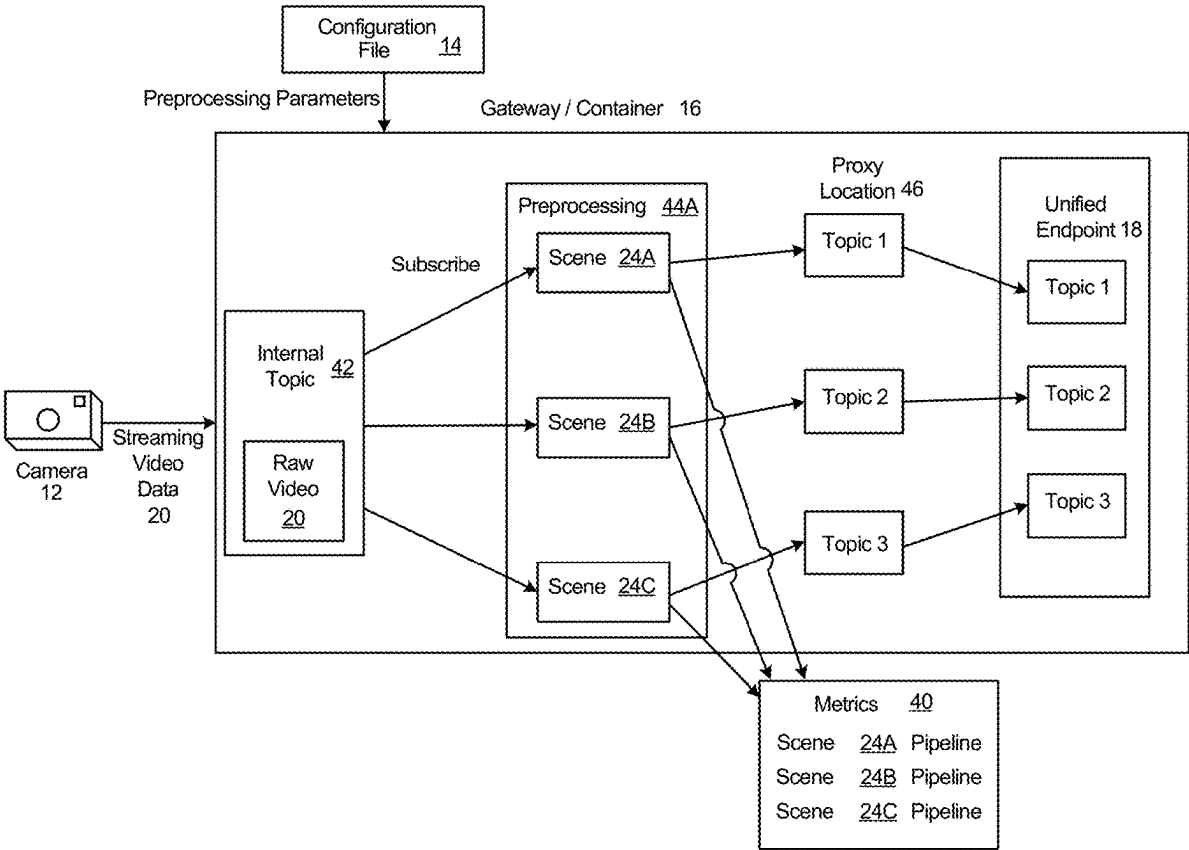 Configuration
File 14
Preprocessing Parameters
Gateway / Container 16
Proxy
Location 46
Preprocessing 44A
Unified
Endpoint 18
Subscribe
Scene 24A
Topic 1
Topic 1
Internal
Topic 42
Scene 24B
Topic 2
Topic 2
Raw
Video
20
Camera
12
Streaming
Video
Data
20
Scene 24C
Topic 3
Topic 3
Metrics 40
Scene 24A Pipeline
Scene 24B Pipeline
Scene 24C Pipeline